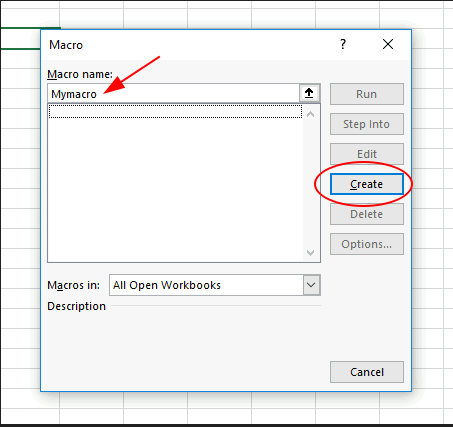 Macro
Macro name:
Mymacro
Run
Step Into
Edit
Create
Delete
Options...
Macros in: All Open Workbooks
Description
Cancel